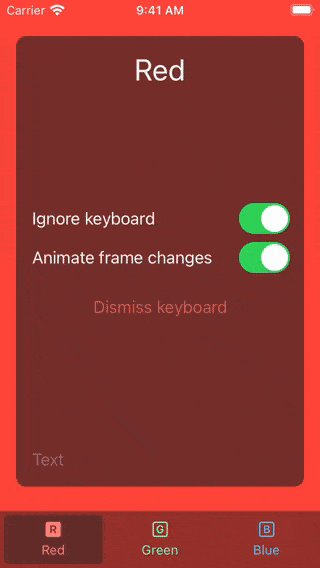 Carrier 9:41 AM
Red
Ignore keyboard
Animate frame changes
Dismiss keyboard
Text
R G B
Red Green Blue